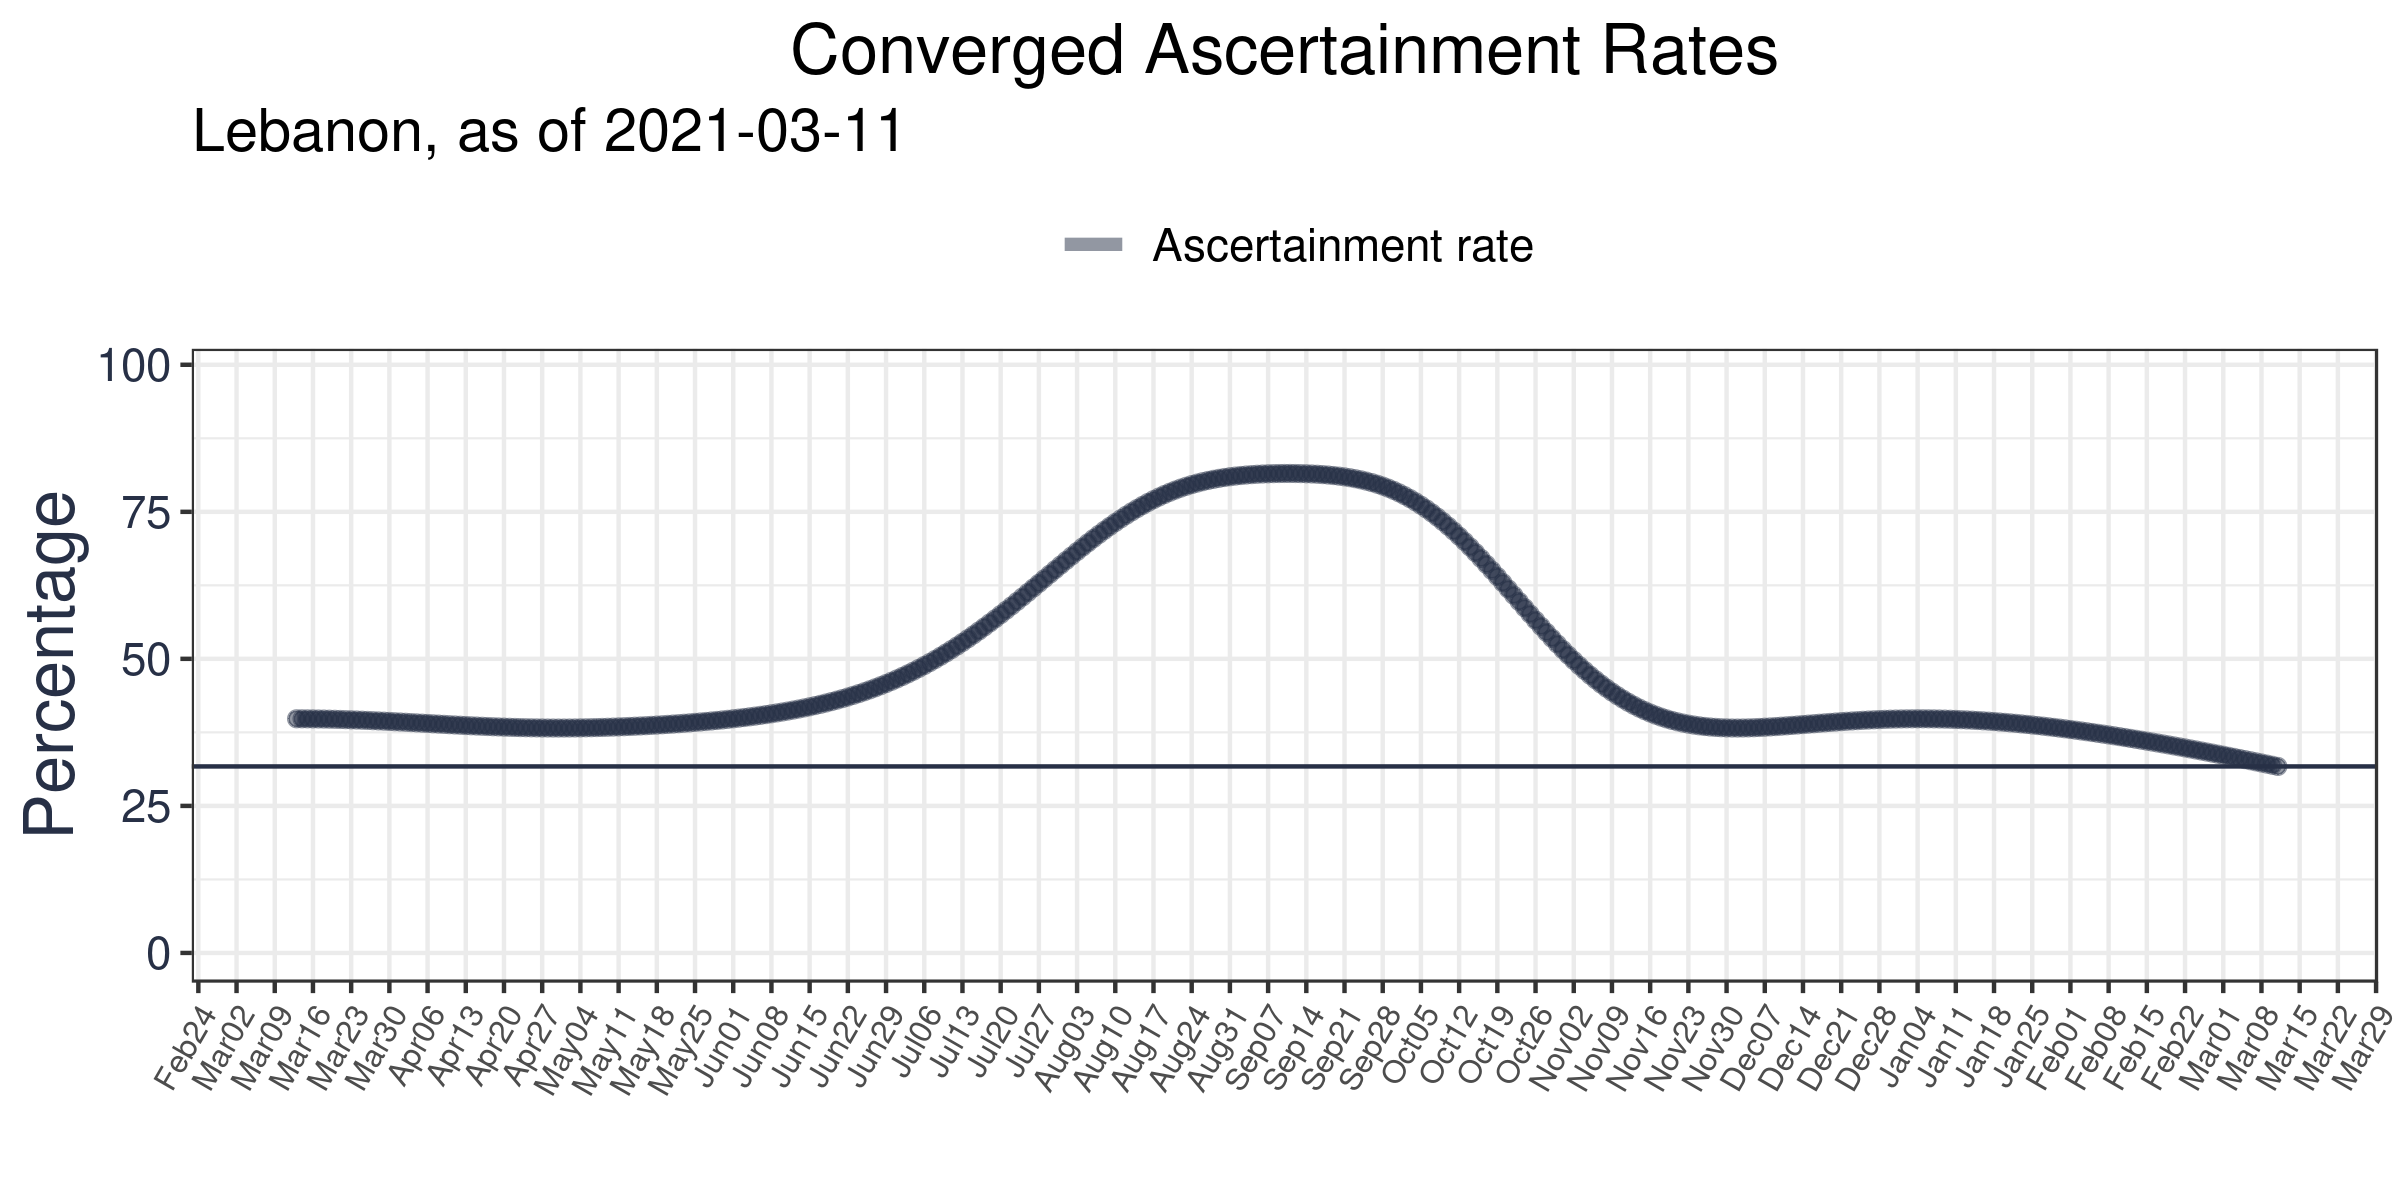 Converged Ascertainment Rates
Lebanon, as of 2021-03-11
Ascertainment rate
Percentage
100
75
50
25
0
Feb24 Mar02 Mar09 Mar16 Mar23 Mar30 Apr06 Apr13 Apr20 Apr27 May04 May11 May18 May25 Jun01 Jun08 Jun15 Jun22 Jun29 Jul06 Jul13 Jul20 Jul27 Aug03 Aug10 Aug17 Aug24 Aug31 Sep07 Sep14 Sep21 Sep28 Oct05 Oct12 Oct19 Oct26 Nov02 Nov09 Nov16 Nov23 Nov30 Dec07 Dec14 Dec21 Dec28 Jan04 Jan11 Jan18 Jan25 Feb01 Feb08 Feb15 Feb22 Mar01 Mar08 Mar15 Mar22 Mar29